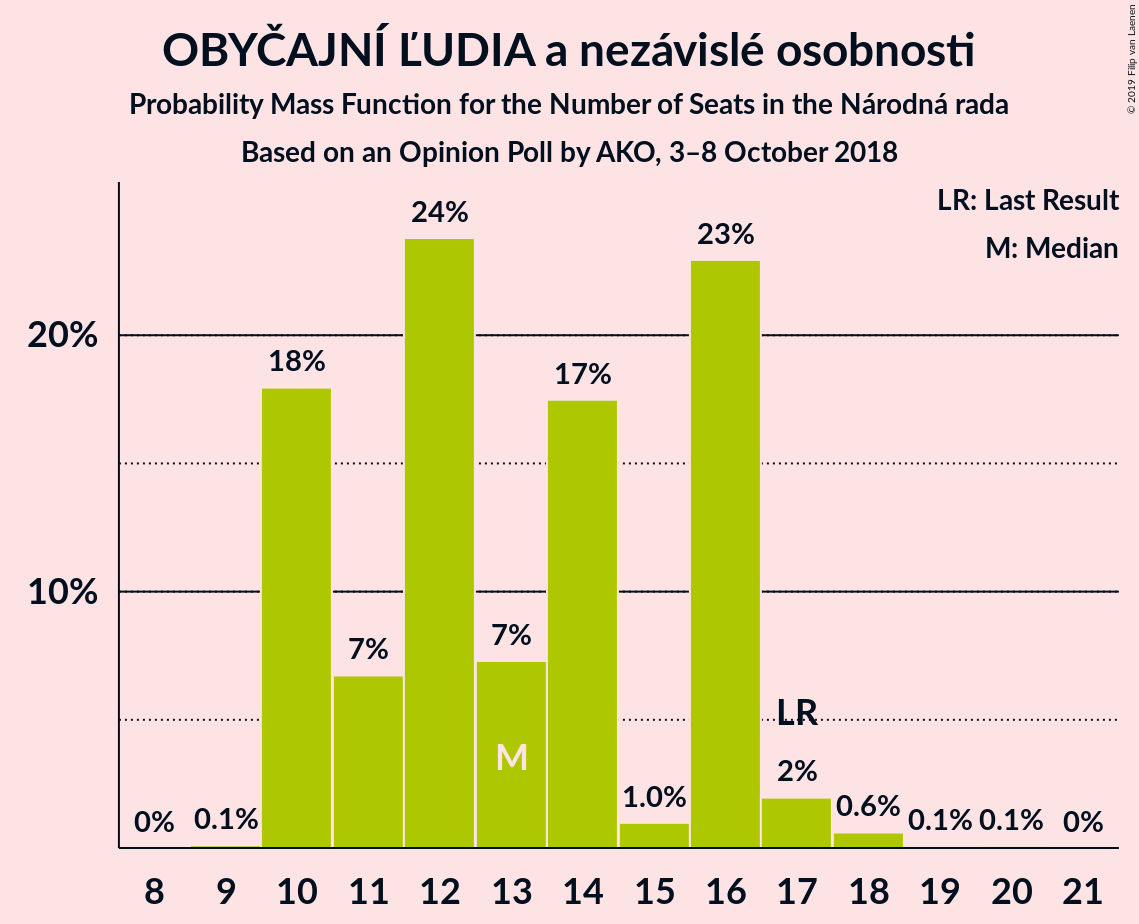 OBYČAJNÍ ĽUDIA a nezávislé osobnosti
Probability Mass Function for the Number of Seats in the Národná rada
Based on an Opinion Poll by AKO, 3–8 October 2018
© 2019 Filip van Laenen
LR: Last Result
M: Median
20%
10%
0%
0.1%
18%
7%
24%
7%
17%
1.0%
23%
2%
0.6%
0.1%
0.1%
0%
M
LR
8 9 10 11 12 13 14 15 16 17 18 19 20 21